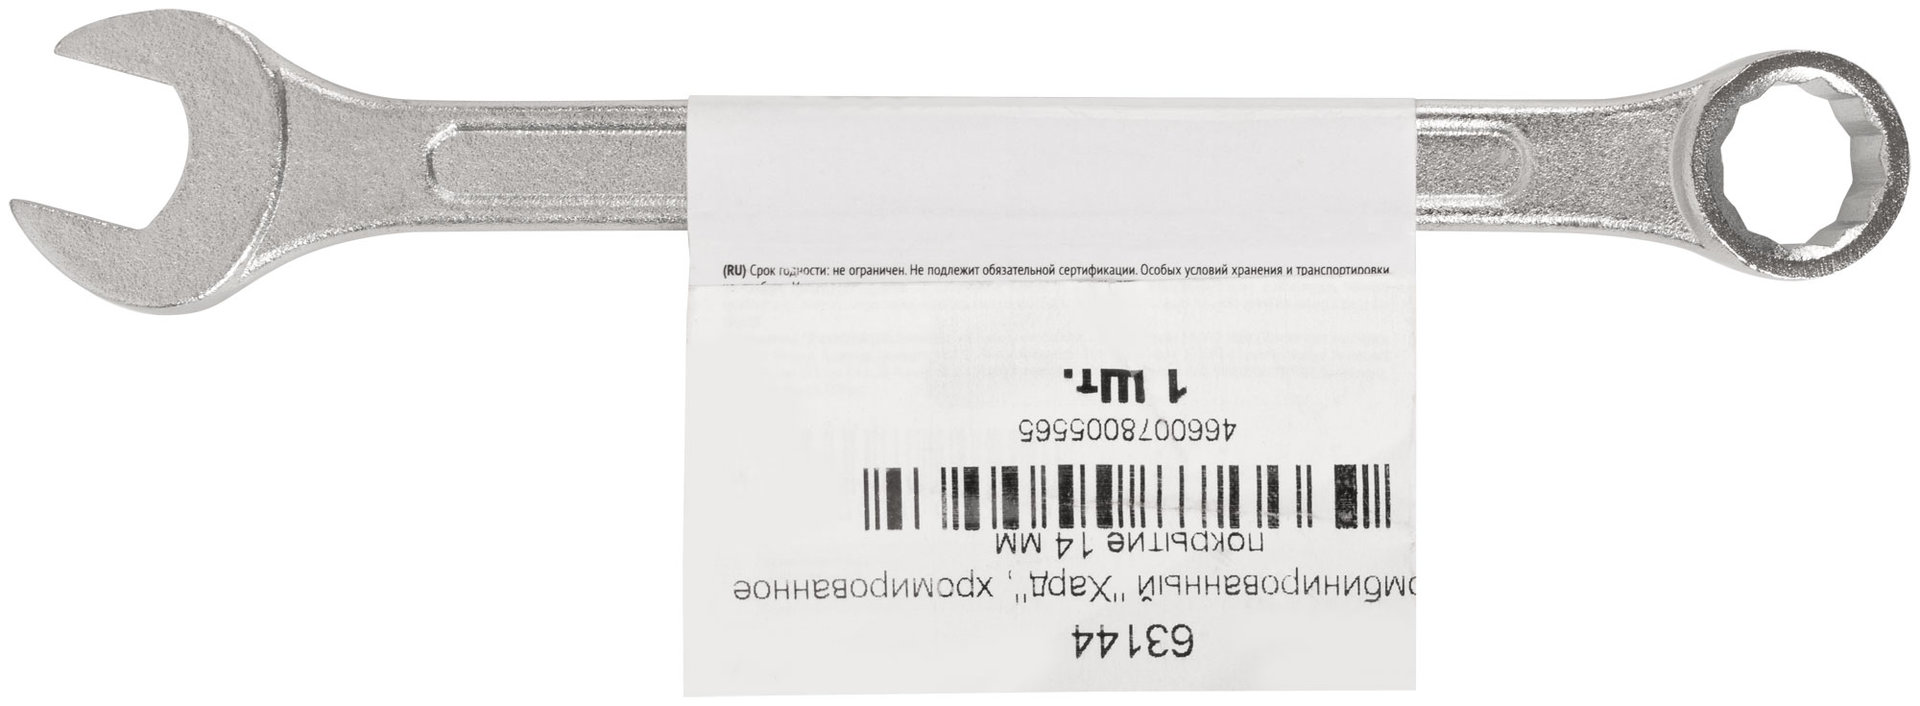 (RU) Срок годности: не ограничен. Не подлежит обязательной сертификации. Особых условий хранения и транспортировки
63144
омбинированный "Хард", хромированное
покрытие 14 мм
4660078005565
1 шт.